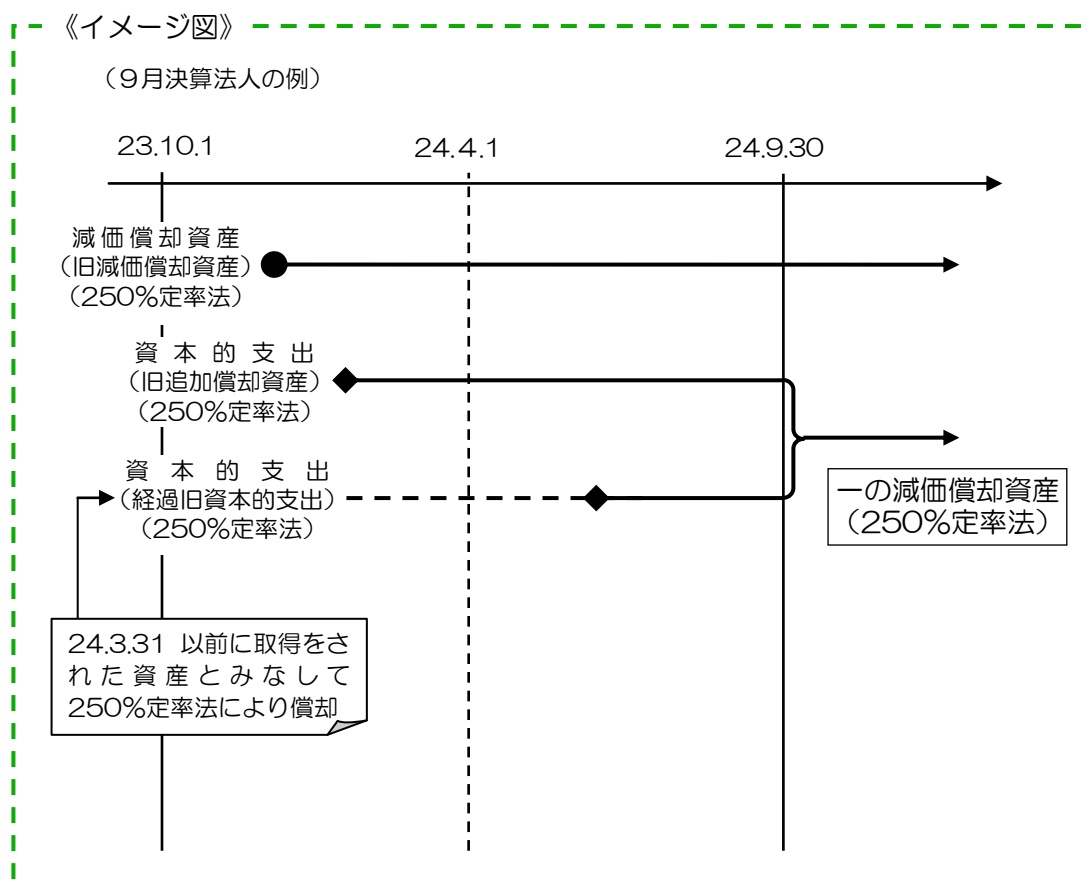 《イメージ図》
（9月決算法人の例）
23.10.1
24.4.1
24.9.30
減価償却資産
（旧減価償却資産）
（250％定率法）
資本的支出
（旧追加償却資産）
（250％定率法）
資本的支出
（経過旧資本的支出）
（250％定率法）
一の減価償却資産
（250％定率法）
24.3.31 以前に取得をさ
れた資産とみなして
250％定率法により償却